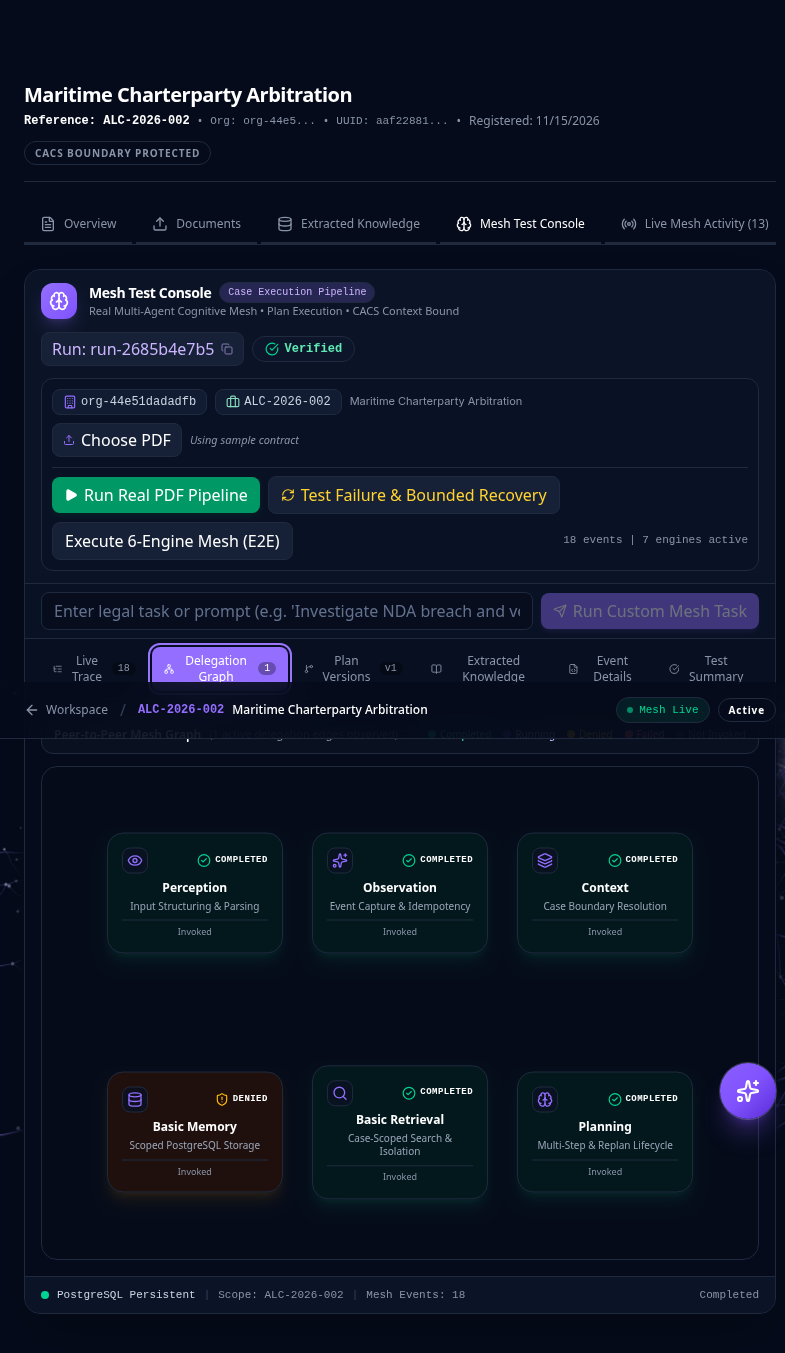 Maritime Charterparty Arbitration
Reference: ALC-2026-002 • Org: org-44e5... • UUID: aaf22881... • Registered: 11/15/2026
CACS BOUNDARY PROTECTED
Overview Documents Extracted Knowledge Mesh Test Console Live Mesh Activity (13)
Mesh Test Console Case Execution Pipeline
Real Multi-Agent Cognitive Mesh • Plan Execution • CACS Context Bound
Run: run-2685b4e7b5 Verified
org-44e51dadadfb ALC-2026-002 Maritime Charterparty Arbitration
Choose PDF Using sample contract
Run Real PDF Pipeline Test Failure & Bounded Recovery
Execute 6-Engine Mesh (E2E) 18 events | 7 engines active
Enter legal task or prompt (e.g. 'Investigate NDA breach and ve Run Custom Mesh Task
Live Trace 18
Delegation Graph 1
Plan Versions v1
Extracted Knowledge
Event Details
Test Summary
Workspace / ALC-2026-002 Maritime Charterparty Arbitration Mesh Live Active
Peer-to-Peer Mesh Graph
COMPLETED
Perception
Input Structuring & Parsing
Invoked
COMPLETED
Observation
Event Capture & Idempotency
Invoked
COMPLETED
Context
Case Boundary Resolution
Invoked
DENIED
Basic Memory
Scoped PostgreSQL Storage
Invoked
COMPLETED
Basic Retrieval
Case-Scoped Search &
Isolation
Invoked
COMPLETED
Planning
Multi-Step & Replan Lifecycle
Invoked
PostgreSQL Persistent | Scope: ALC-2026-002 | Mesh Events: 18 Completed